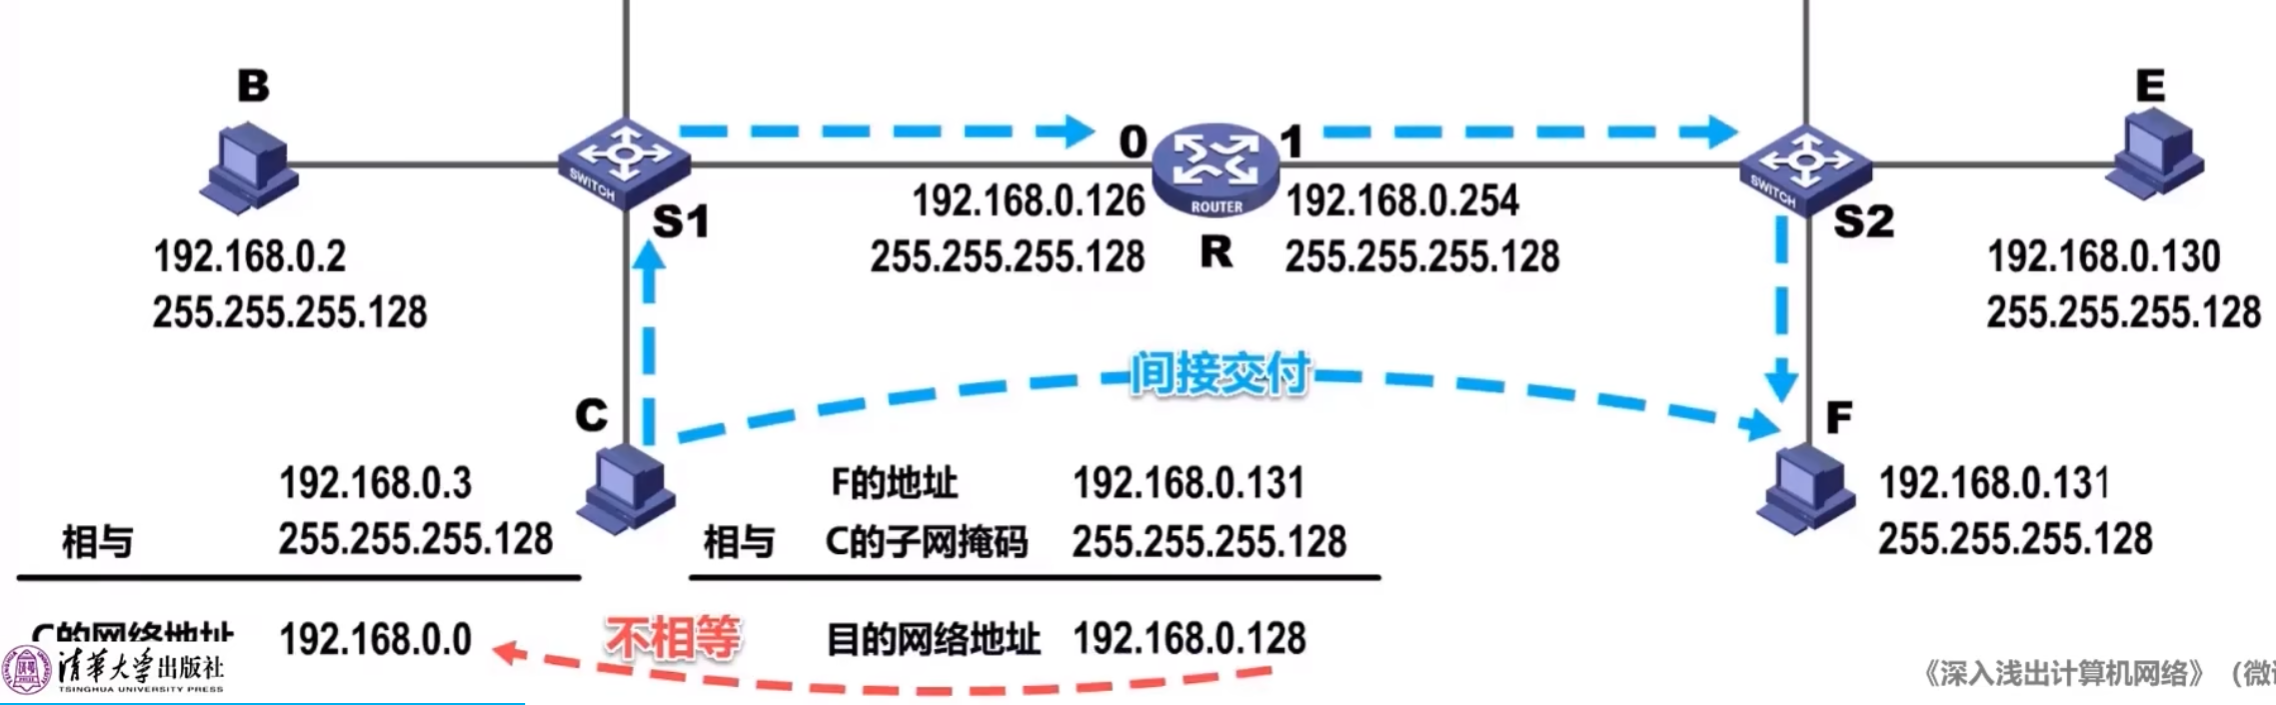 B
E
0
1
SWITCH
ROUTER
SWITCH
S1
R
S2
192.168.0.2
255.255.255.128
192.168.0.126
255.255.255.128
192.168.0.254
255.255.255.128
192.168.0.130
255.255.255.128
间接交付
C
F
192.168.0.3
相与 255.255.255.128
C的网络地址 192.168.0.0
F的地址 192.168.0.131
相与 C的子网掩码 255.255.255.128
不相等
目的网络地址 192.168.0.128
192.168.0.131
255.255.255.128
清华大学出版社
TSINGHUA UNIVERSITY PRESS
《深入浅出计算机网络》（微